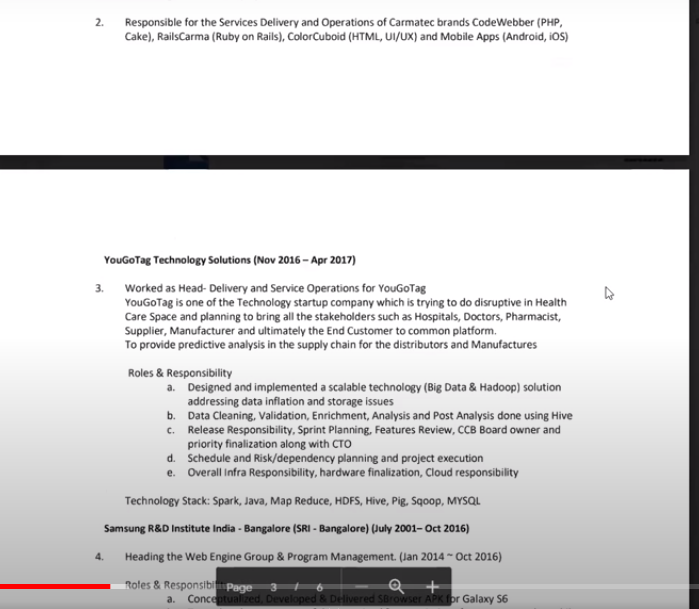 2. Responsible for the Services Delivery and Operations of Carmatec brands CodeWebber (PHP,
Cake), RailsCarma (Ruby on Rails), ColorCuboid (HTML, UI/UX) and Mobile Apps (Android, iOS)
YouGoTag Technology Solutions (Nov 2016 – Apr 2017)
3. Worked as Head- Delivery and Service Operations for YouGoTag
YouGoTag is one of the Technology startup company which is trying to do disruptive in Health
Care Space and planning to bring all the stakeholders such as Hospitals, Doctors, Pharmacist,
Supplier, Manufacturer and ultimately the End Customer to common platform.
To provide predictive analysis in the supply chain for the distributors and Manufactures
Roles & Responsibility
a. Designed and implemented a scalable technology (Big Data & Hadoop) solution
addressing data inflation and storage issues
b. Data Cleaning, Validation, Enrichment, Analysis and Post Analysis done using Hive
c. Release Responsibility, Sprint Planning, Features Review, CCB Board owner and
priority finalization along with CTO
d. Schedule and Risk/dependency planning and project execution
e. Overall Infra Responsibility, hardware finalization, Cloud responsibility
Technology Stack: Spark, Java, Map Reduce, HDFS, Hive, Pig, Sqoop, MYSQL
Samsung R&D Institute India - Bangalore (SRI - Bangalore) (July 2001– Oct 2016)
4. Heading the Web Engine Group & Program Management. (Jan 2014 ~ Oct 2016)
Roles & Responsibil
Page 3 / 6
a. Conceptualized, Developed & Delivered SBrowser APK for Galaxy S6